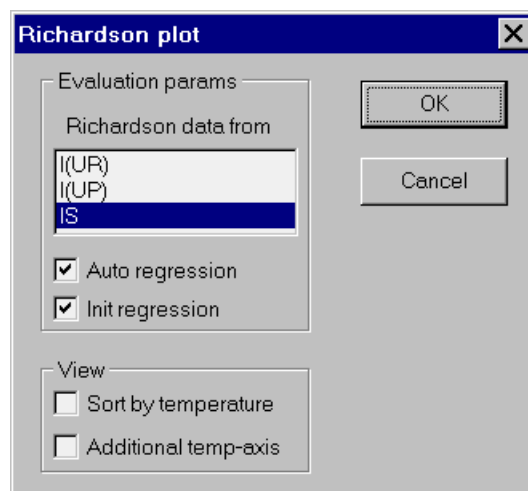 Richardson plot
Evaluation params
Richardson data from
I(UR)
I(UP)
IS
Auto regression
Init regression
OK
Cancel
View
Sort by temperature
Additional temp-axis